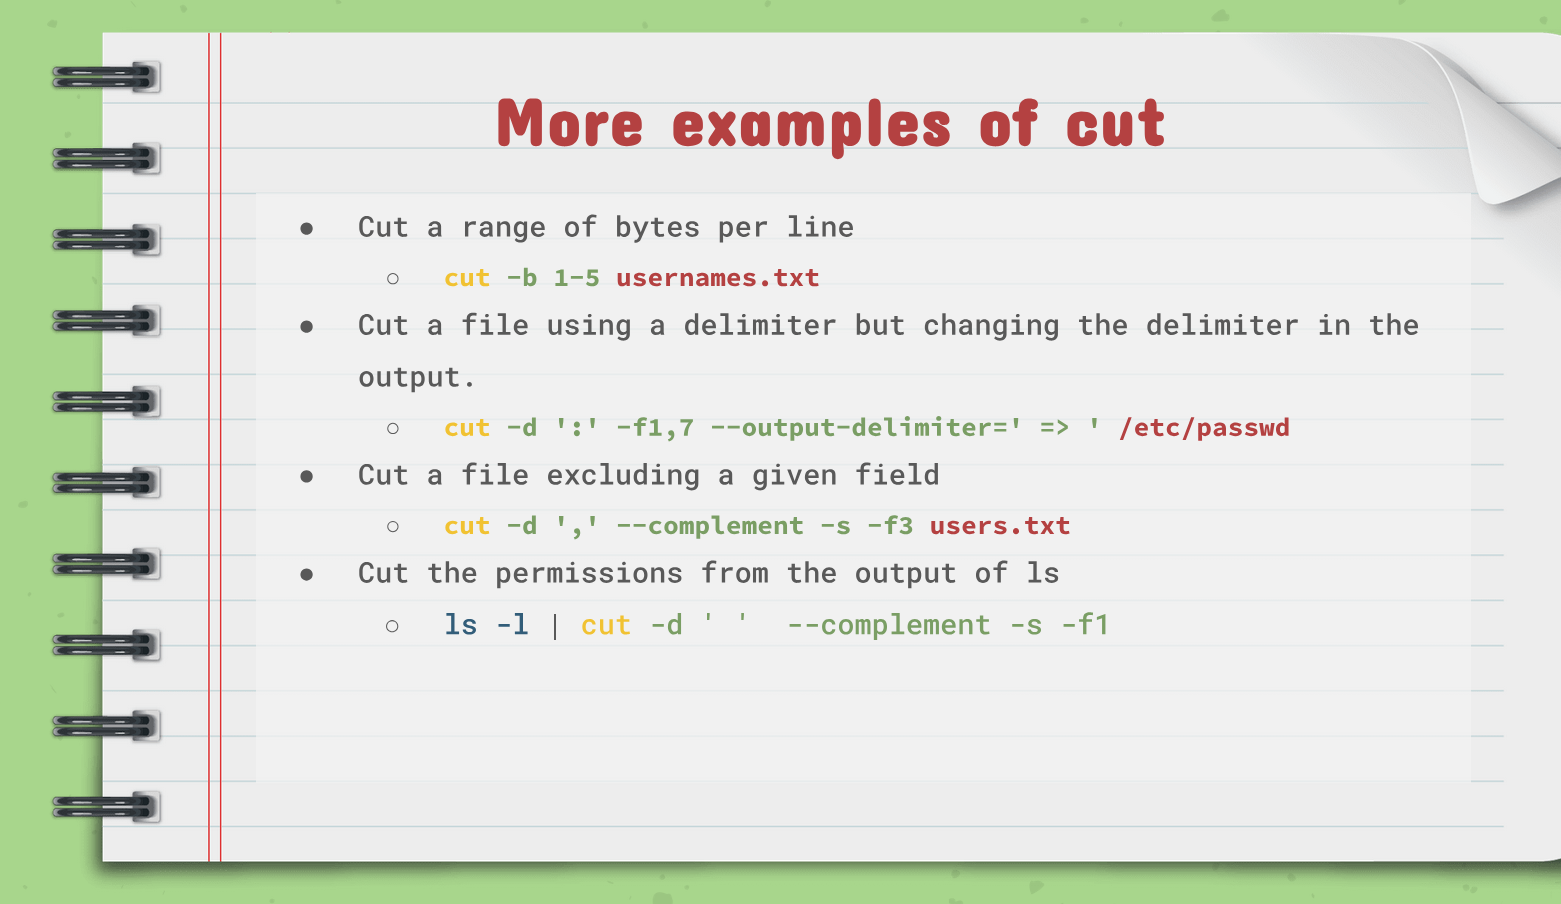 More examples of cut
● Cut a range of bytes per line
○ cut -b 1-5 usernames.txt
● Cut a file using a delimiter but changing the delimiter in the
output.
○ cut -d ':' -f1,7 --output-delimiter=' => ' /etc/passwd
● Cut a file excluding a given field
○ cut -d ',' --complement -s -f3 users.txt
● Cut the permissions from the output of ls
○ ls -l | cut -d ' '  --complement -s -f1